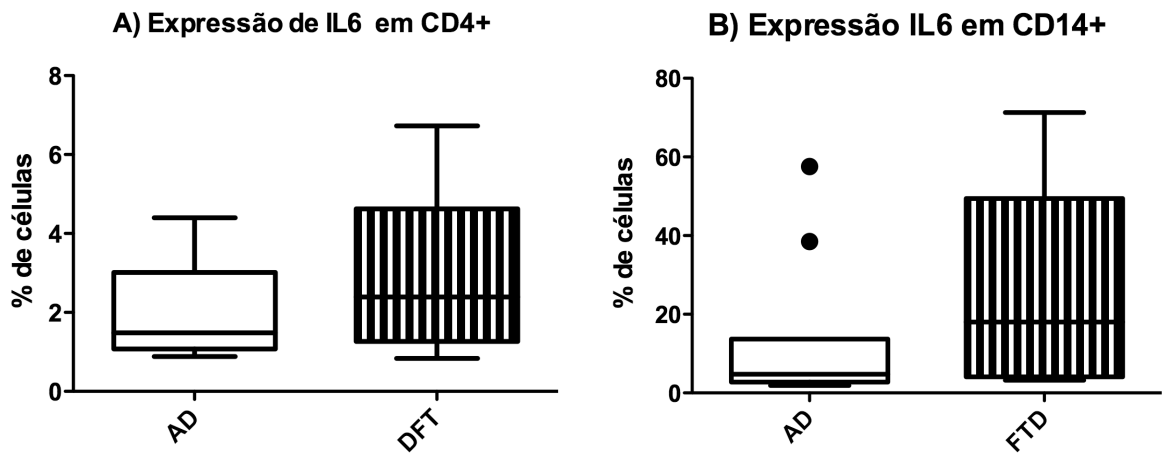 A) Expressão de IL6 em CD4+
% de células
8
6
4
2
0
AD
DFT
B) Expressão IL6 em CD14+
% de células
80
60
40
20
0
AD
FTD